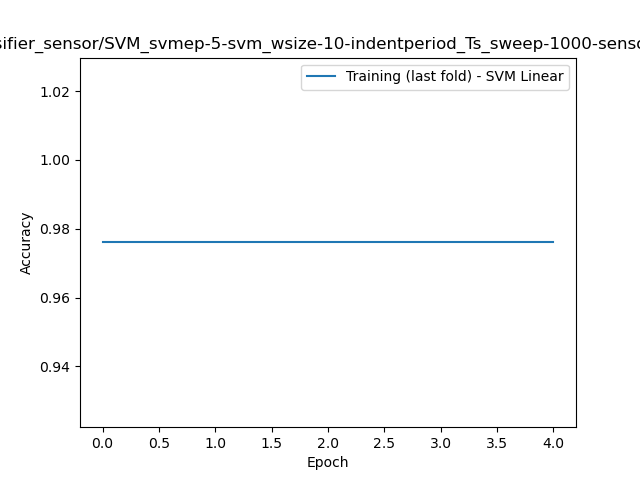 sifier_sensor/SVM_svmep-5-svm_wsize-10-indentperiod_Ts_sweep-1000-senso
Training (last fold) - SVM Linear
1.02
1.00
0.98
0.96
0.94
Accuracy
0.0 0.5 1.0 1.5 2.0 2.5 3.0 3.5 4.0
Epoch